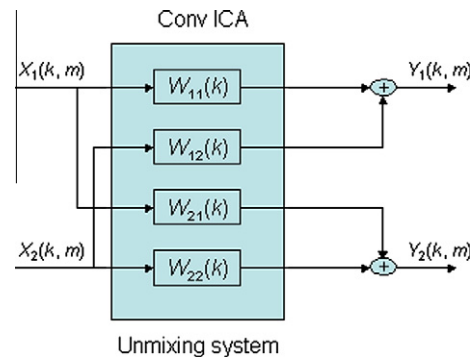 Conv ICA
X₁(k, m)
W₁₁(k)
+
Y₁(k, m)
W₁₂(k)
W₂₁(k)
X₂(k, m)
W₂₂(k)
+
Y₂(k, m)
Unmixing system